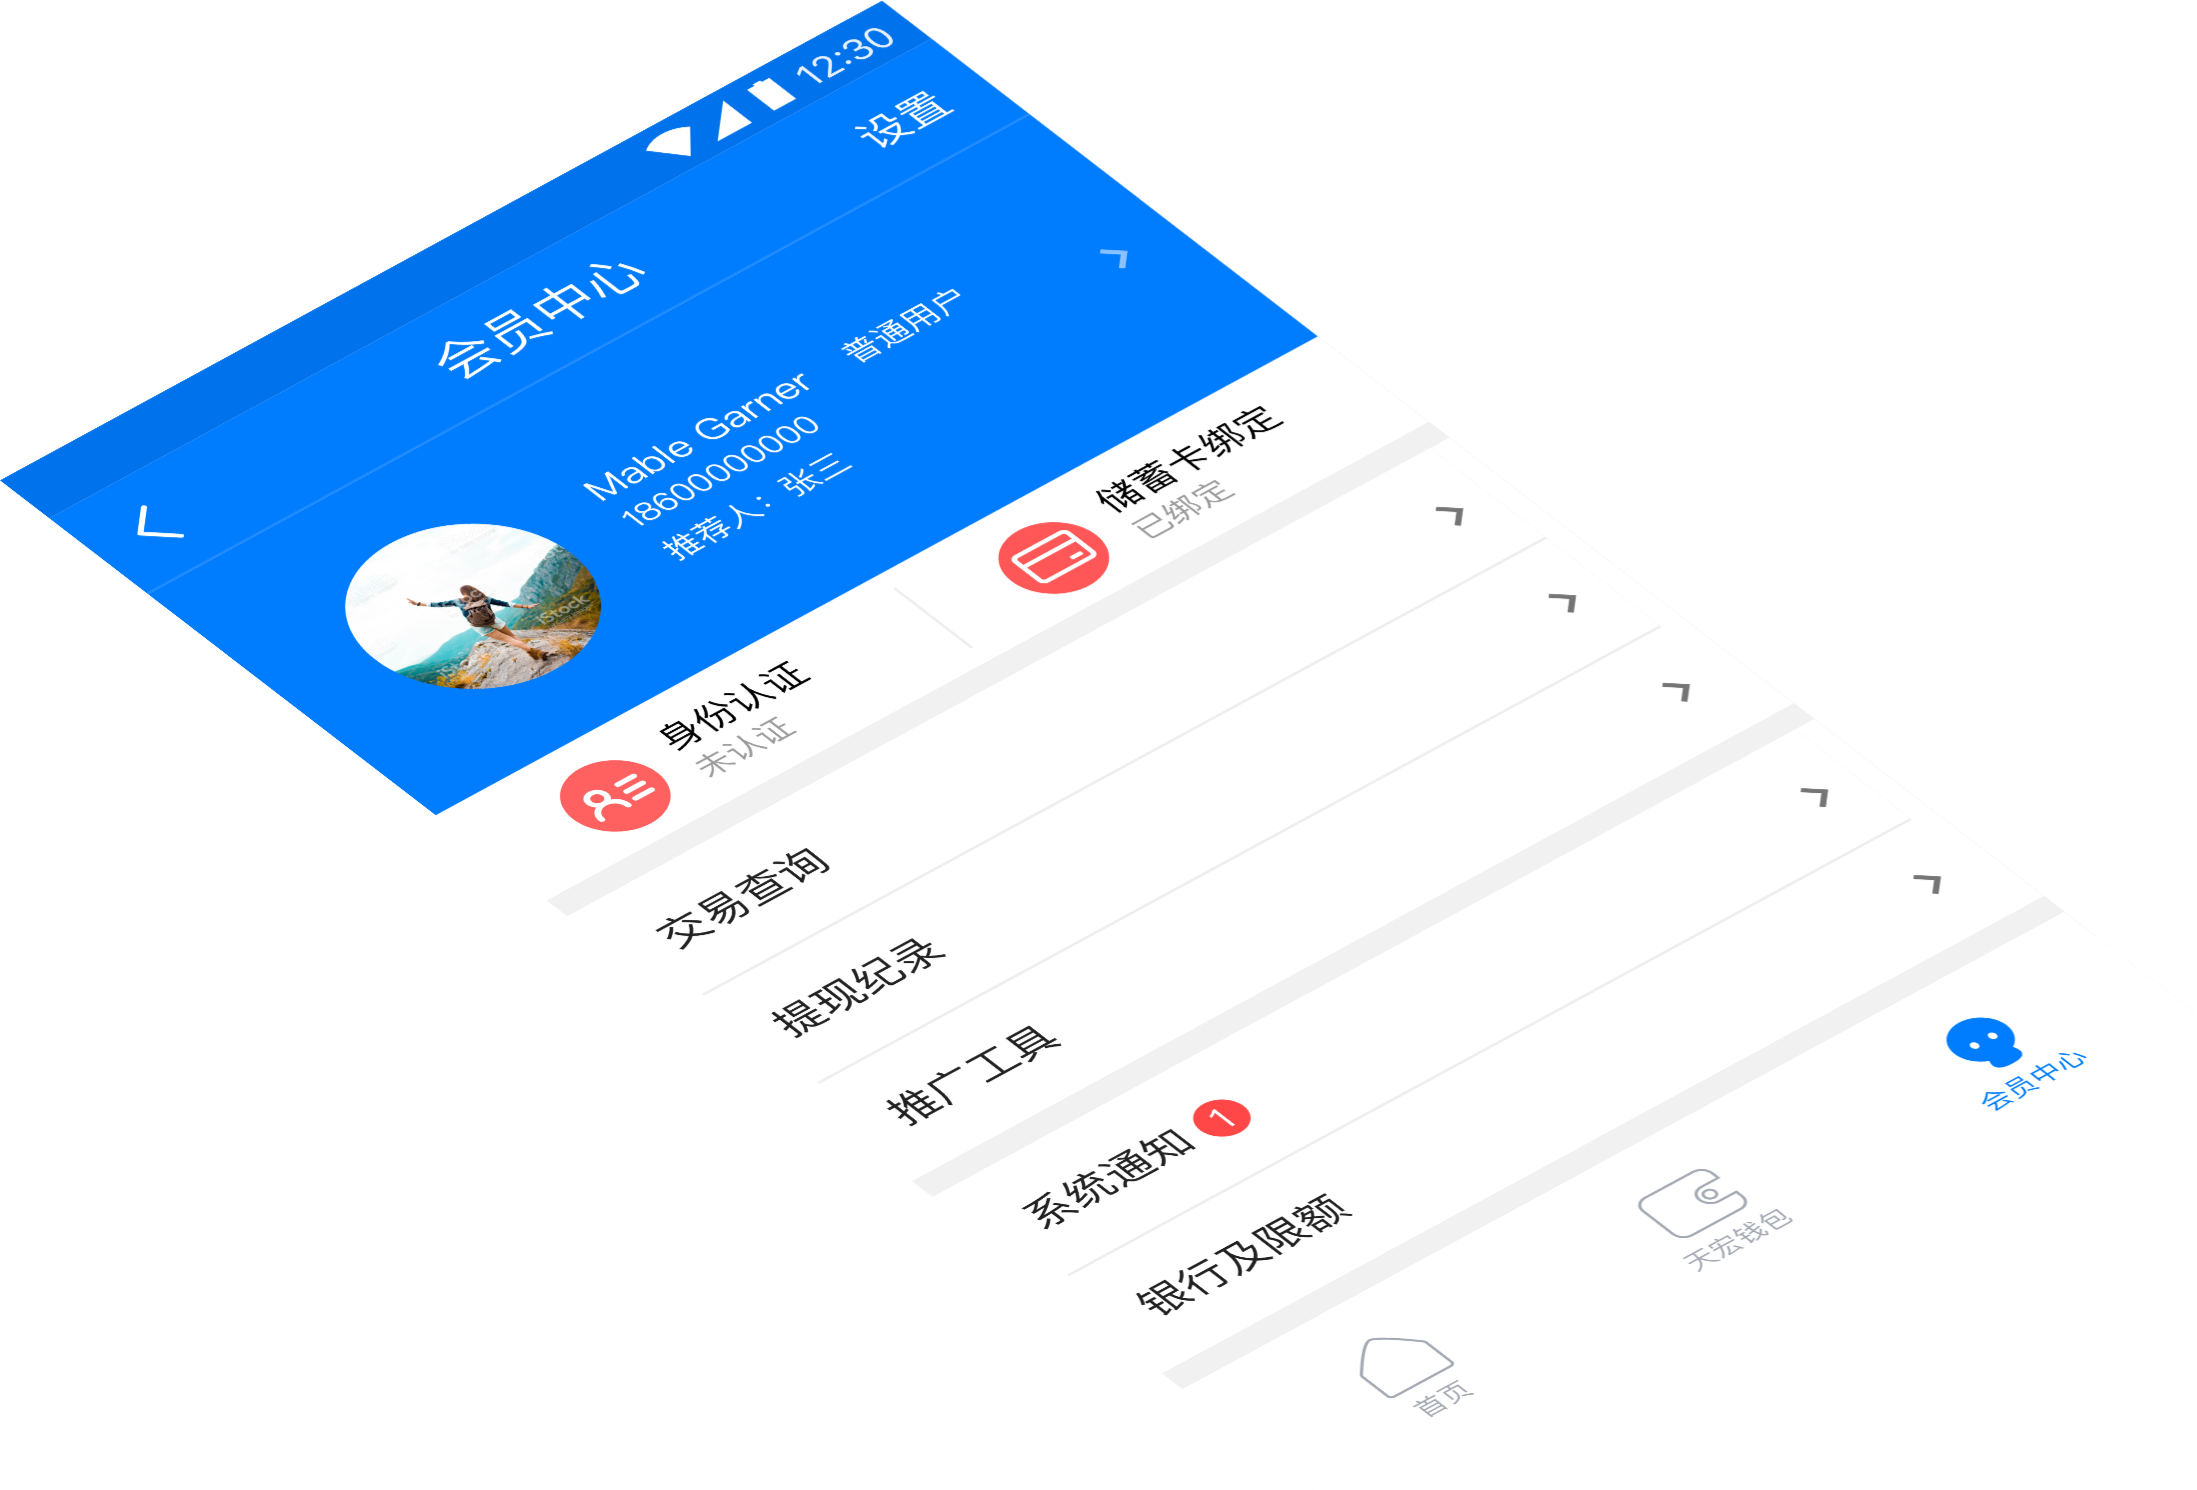 12:30
会员中心
设置
Mable Garner
普通用户
18600000000
推荐人：张三
iStock
身份认证
未认证
储蓄卡绑定
已绑定
交易查询
提现纪录
推广工具
系统通知
1
银行及限额
首页
天宏钱包
会员中心